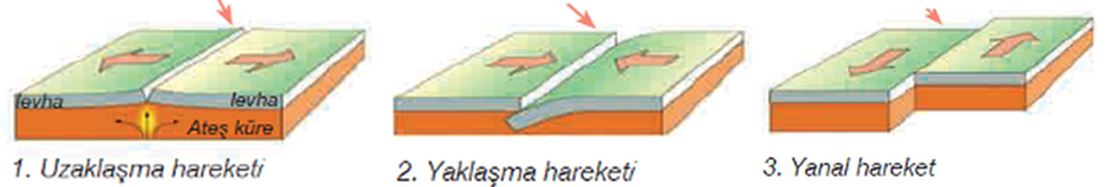 levha
levha
Ateş küre
1. Uzaklaşma hareketi
2. Yaklaşma hareketi
3. Yanal hareket